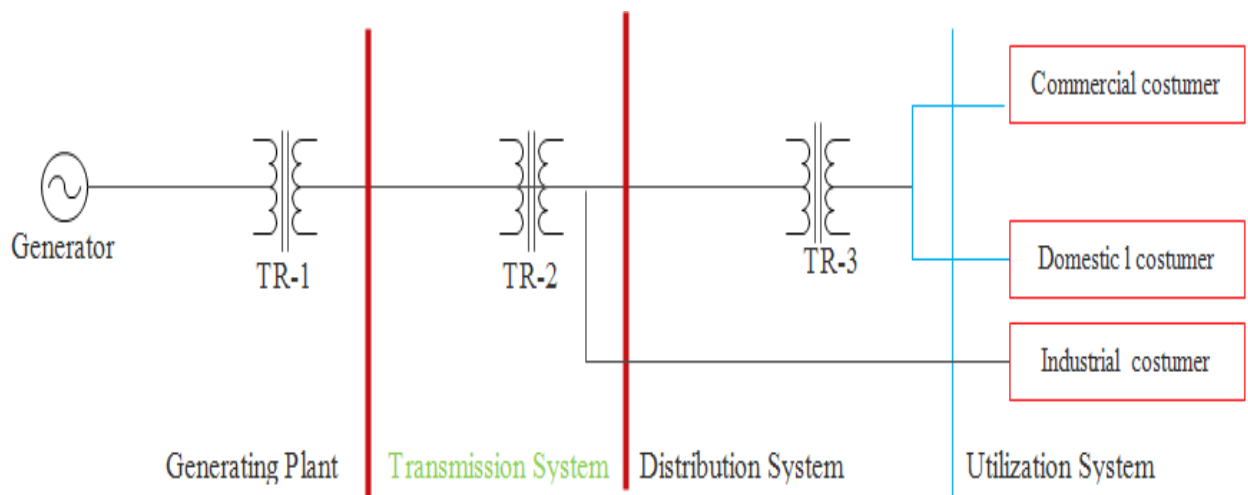 Commercial costumer
Generator
TR-1
TR-2
TR-3
Domestic l costumer
Industrial costumer
Generating Plant
Transmission System
Distribution System
Utilization System